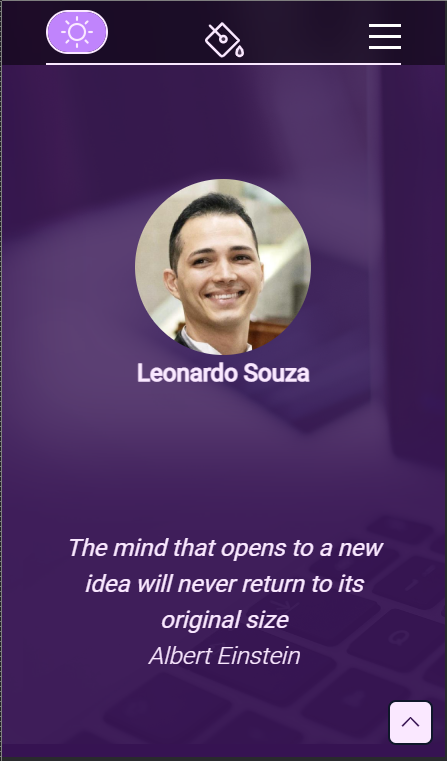 Leonardo Souza
The mind that opens to a new
idea will never return to its
original size
Albert Einstein